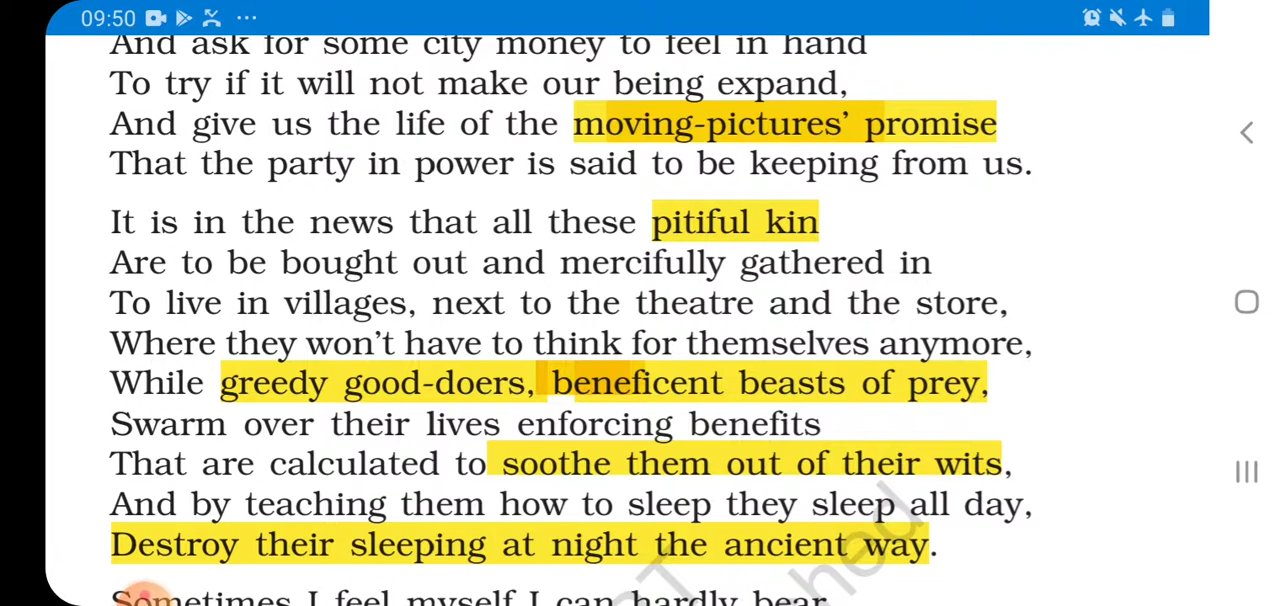 09:50
And ask for some city money to feel in hand
To try if it will not make our being expand,
And give us the life of the moving-pictures’ promise
That the party in power is said to be keeping from us.
It is in the news that all these pitiful kin
Are to be bought out and mercifully gathered in
To live in villages, next to the theatre and the store,
Where they won’t have to think for themselves anymore,
While greedy good-doers, beneficent beasts of prey,
Swarm over their lives enforcing benefits
That are calculated to soothe them out of their wits,
And by teaching them how to sleep they sleep all day,
Destroy their sleeping at night the ancient way.
Sometimes I feel myself I can hardly bear